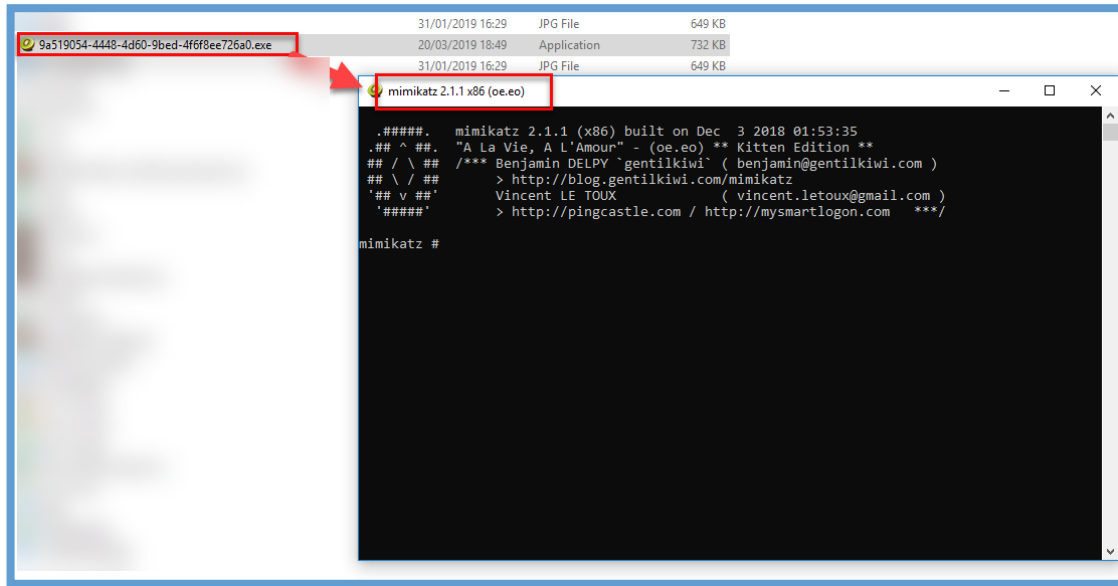 31/01/2019 16:29 JPG File 649 KB
9a519054-4448-4d60-9bed-4f6f8ee726a0.exe 20/03/2019 18:49 Application 732 KB
31/01/2019 16:29 JPG File 649 KB
mimikatz 2.1.1 x86 (oe.eo)
.#####. mimikatz 2.1.1 (x86) built on Dec 3 2018 01:53:35
.## ^ ##. "A La Vie, A L'Amour" - (oe.eo) ** Kitten Edition **
## / \ ## /*** Benjamin DELPY `gentilkiwi` ( benjamin@gentilkiwi.com )
## \ / ## > http://blog.gentilkiwi.com/mimikatz
'## v ##' Vincent LE TOUX ( vincent.letoux@gmail.com )
'#####' > http://pingcastle.com / http://mysmartlogon.com ***/
mimikatz #